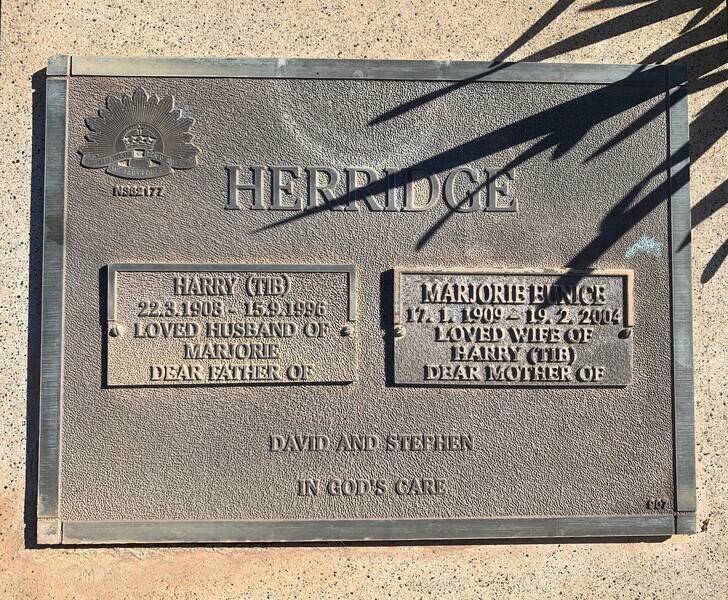 NS82177
HERRIDGE
HARRY (TIB)
22.3.1908 - 15.9.1996
LOVED HUSBAND OF
MARJORIE
DEAR FATHER OF
MARJORIE EUNICE
17. 1. 1909 - 19. 2. 2004
LOVED WIFE OF
HARRY (TIB)
DEAR MOTHER OF
DAVID AND STEPHEN
IN GOD'S CARE
907